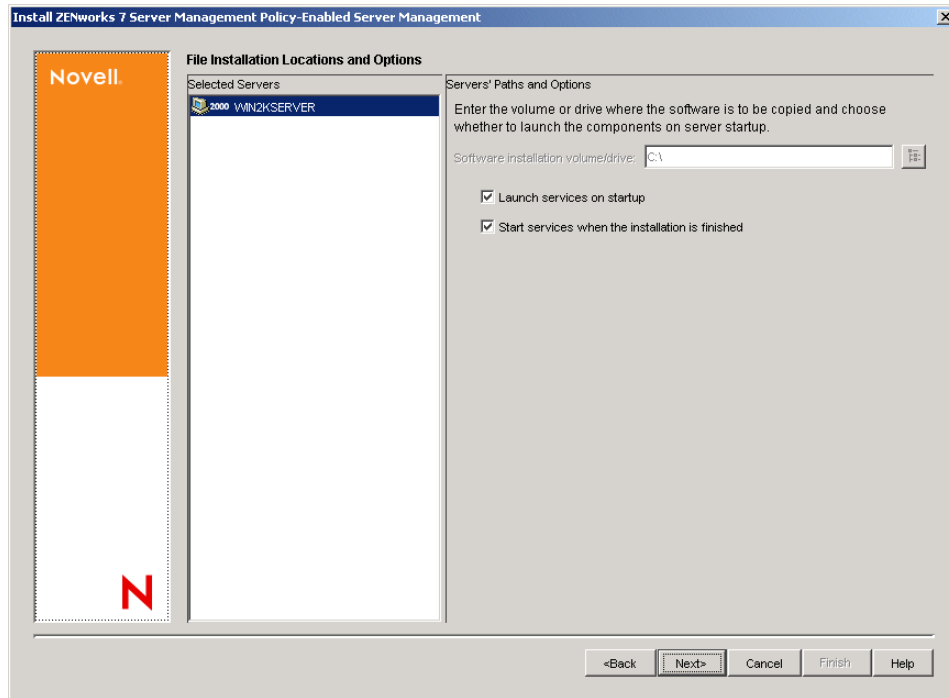 Install ZENworks 7 Server Management Policy-Enabled Server Management
Novell.
File Installation Locations and Options
Selected Servers
2000 WIN2KSERVER
Servers' Paths and Options
Enter the volume or drive where the software is to be copied and choose
whether to launch the components on server startup.
Software installation volume/drive: C:\
Launch services on startup
Start services when the installation is finished
N
<Back Next> Cancel Finish Help